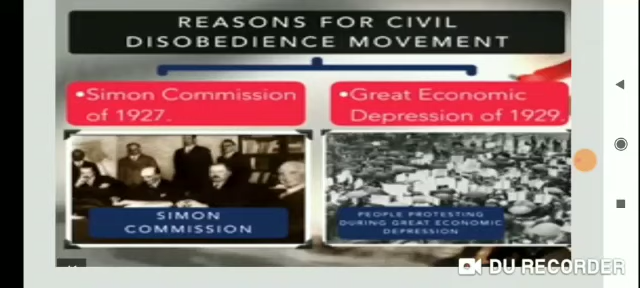 REASONS FOR CIVIL
DISOBEDIENCE MOVEMENT
•Simon Commission
of 1927.
•Great Economic
Depression of 1929.
SIMON
COMMISSION
PEOPLE PROTESTING
DURING GREAT ECONOMIC
DEPRESSION
DU RECORDER